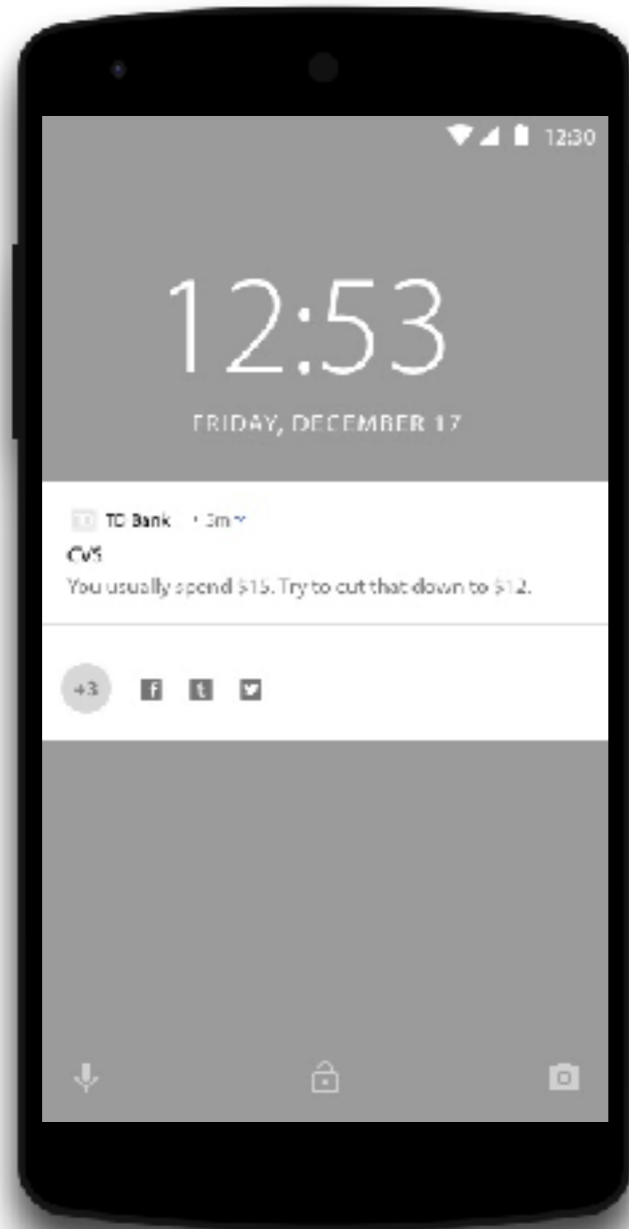 12:30
12:53
FRIDAY, DECEMBER 17
TD Bank • 5m
CVS
You usually spend $15. Try to cut that down to $12.
+3